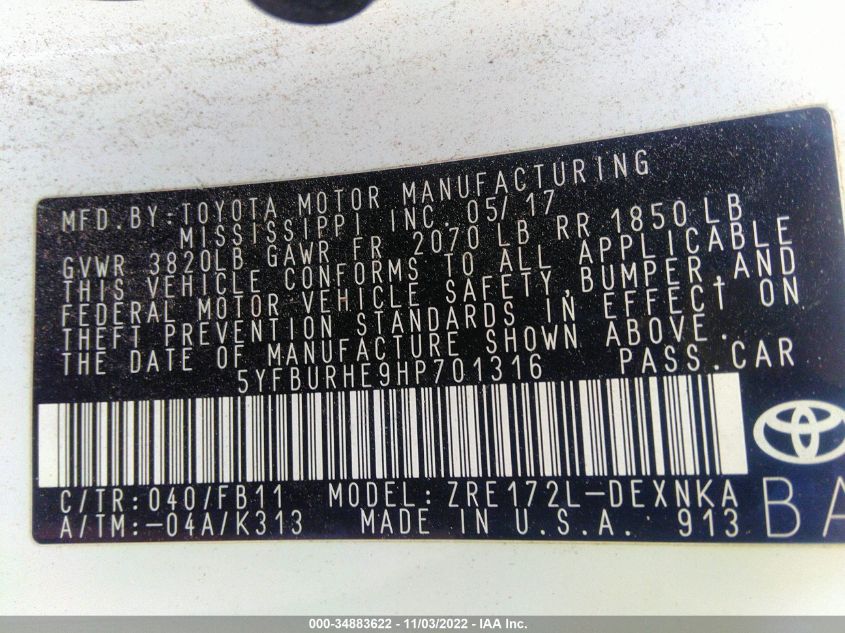 MFD.BY:TOYOTA MOTOR MANUFACTURING
MISSISSIPPI INC. 05/17
GVWR 3820LB GAWR FR 2070 LB RR 1850 LB
THIS VEHICLE CONFORMS TO ALL APPLICABLE
FEDERAL MOTOR VEHICLE SAFETY,BUMPER,AND
THEFT PREVENTION STANDARDS IN EFFECT ON
THE DATE OF MANUFACTURE SHOWN ABOVE.
5YFBURHE9HP701316 PASS.CAR
C/TR:040/FB11 MODEL:ZRE172L-DEXNKA
A/TM:-04A/K313 MADE IN U.S.A. 913 BA
000-34883622 - 11/03/2022 - IAA Inc.